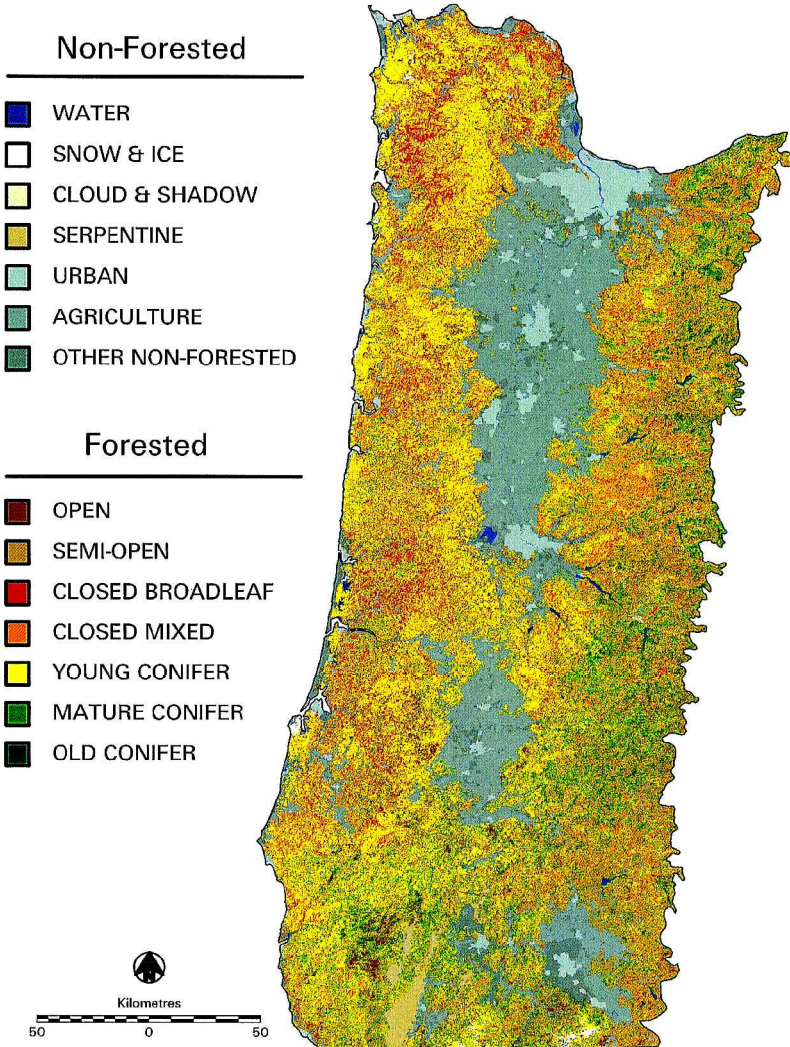 Non-Forested
WATER
SNOW & ICE
CLOUD & SHADOW
SERPENTINE
URBAN
AGRICULTURE
OTHER NON-FORESTED
Forested
OPEN
SEMI-OPEN
CLOSED BROADLEAF
CLOSED MIXED
YOUNG CONIFER
MATURE CONIFER
OLD CONIFER
N
Kilometres
50 0 50